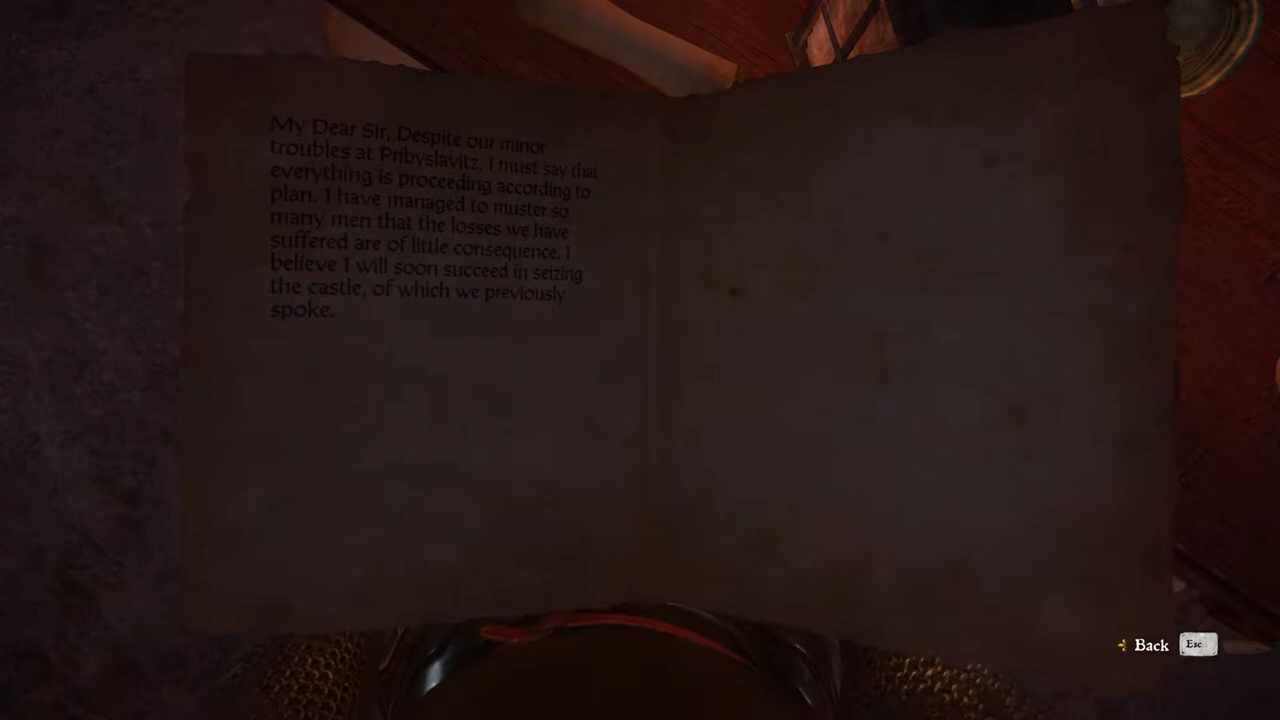 My Dear Sir, Despite our minor
troubles at Pribyslavitz, I must say that
everything is proceeding according to
plan. I have managed to muster so
many men that the losses we have
suffered are of little consequence. I
believe I will soon succeed in seizing
the castle, of which we previously
spoke.
Back Esc